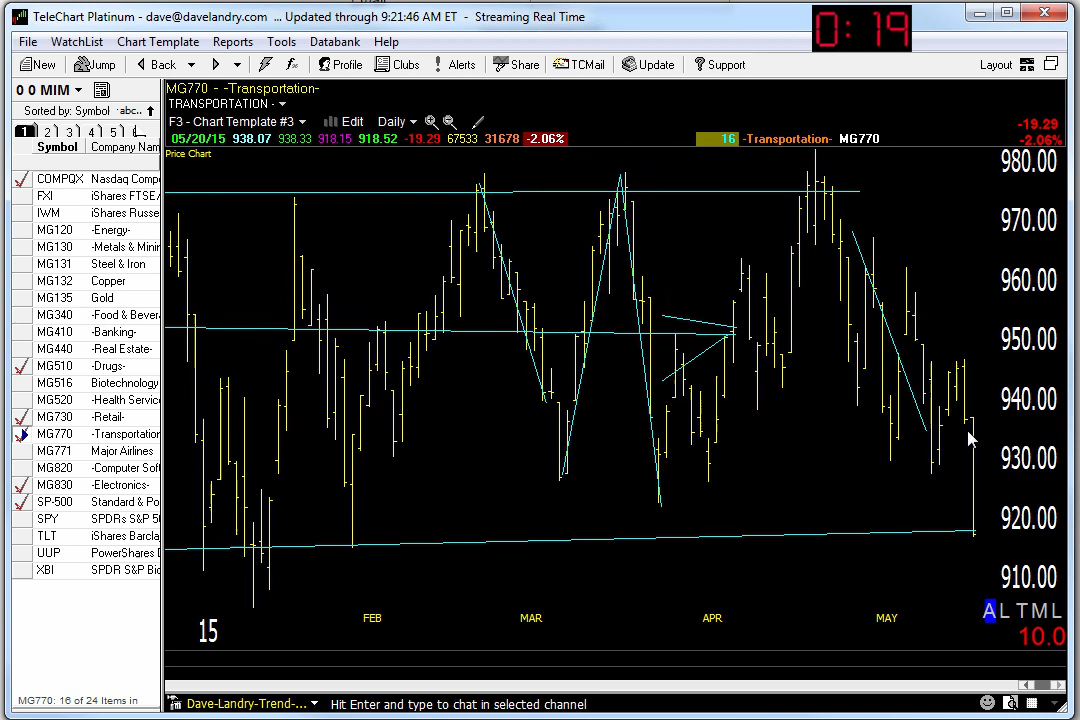 TeleChart Platinum - dave@davelandry.com ... Updated through 9:21:46 AM ET - Streaming Real Time
0:19
File WatchList Chart Template Reports Tools Databank Help
New Jump Back Profile Clubs Alerts Share TCMail Update Support Layout
0 0 MIM
MG770 - -Transportation-
TRANSPORTATION -
Sorted by: Symbol -abc..
F3 - Chart Template #3 Edit Daily
1 2 3 4 5
05/20/15 938.07 938.33 918.15 918.52 -19.29 67533 31678 -2.06% 16 -Transportation- MG770
-19.29
-2.06%
Symbol Company Nam
Price Chart
COMPQX Nasdaq Comp
FXI iShares FTSE/
IWM iShares Russe
MG120 -Energy-
MG130 -Metals & Minin
MG131 Steel & Iron
MG132 Copper
MG135 Gold
MG340 -Food & Bever
MG410 -Banking-
MG440 -Real Estate-
MG510 -Drugs-
MG516 Biotechnology
MG520 -Health Service
MG730 -Retail-
MG770 -Transportation
MG771 Major Airlines
MG820 -Computer Soft
MG830 -Electronics-
SP-500 Standard & Po
SPY SPDRs S&P 50
TLT iShares Barcla
UUP PowerShares D
XBI SPDR S&P Bio
980.00
970.00
960.00
950.00
940.00
930.00
920.00
910.00
A L T M L
10.0
15 FEB MAR APR MAY
MG770: 16 of 24 Items in
Dave-Landry-Trend-... Hit Enter and type to chat in selected channel